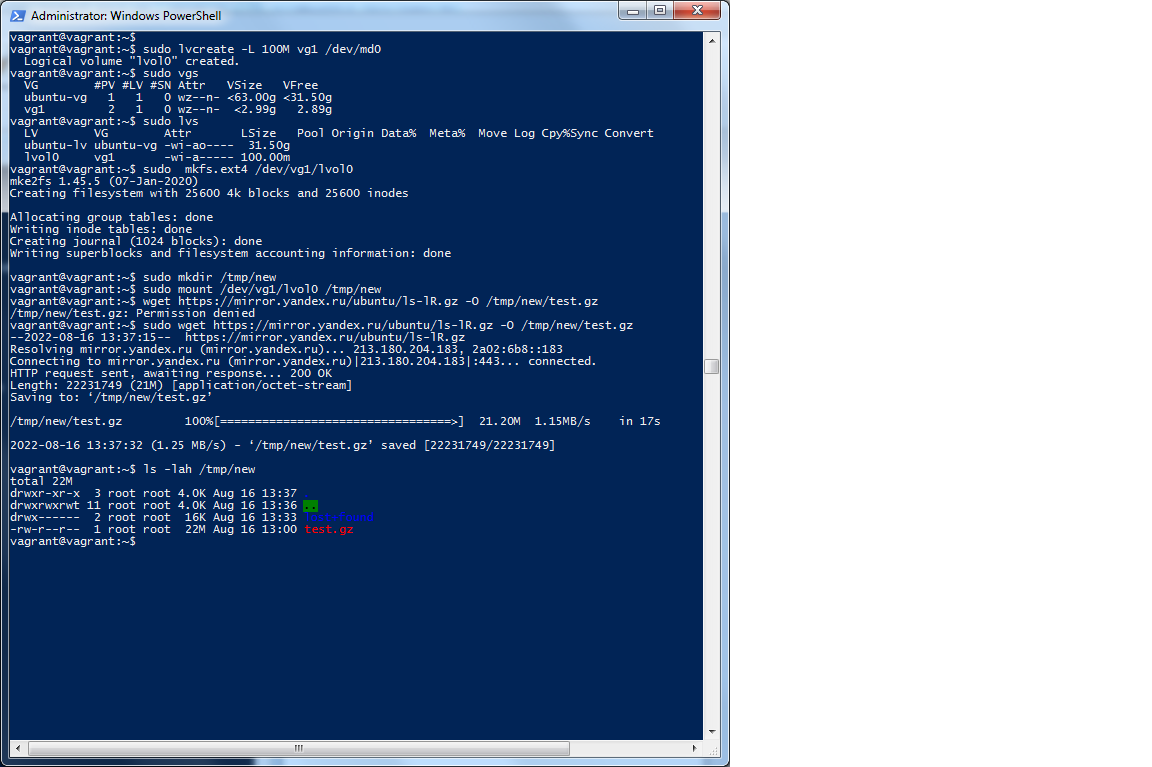 Administrator: Windows PowerShell
vagrant@vagrant:~$
vagrant@vagrant:~$ sudo lvcreate -L 100M vg1 /dev/md0
  Logical volume "lvol0" created.
vagrant@vagrant:~$ sudo vgs
  VG        #PV #LV #SN Attr   VSize   VFree
  ubuntu-vg   1   1   0 wz--n- <63.00g <31.50g
  vg1         2   1   0 wz--n-  <2.99g   2.89g
vagrant@vagrant:~$ sudo lvs
  LV        VG        Attr       LSize   Pool Origin Data%  Meta%  Move Log Cpy%Sync Convert
  ubuntu-lv ubuntu-vg -wi-ao----  31.50g
  lvol0     vg1       -wi-a----- 100.00m
vagrant@vagrant:~$ sudo  mkfs.ext4 /dev/vg1/lvol0
mke2fs 1.45.5 (07-Jan-2020)
Creating filesystem with 25600 4k blocks and 25600 inodes
Allocating group tables: done
Writing inode tables: done
Creating journal (1024 blocks): done
Writing superblocks and filesystem accounting information: done
vagrant@vagrant:~$ sudo mkdir /tmp/new
vagrant@vagrant:~$ sudo mount /dev/vg1/lvol0 /tmp/new
vagrant@vagrant:~$ wget https://mirror.yandex.ru/ubuntu/ls-lR.gz -O /tmp/new/test.gz
/tmp/new/test.gz: Permission denied
vagrant@vagrant:~$ sudo wget https://mirror.yandex.ru/ubuntu/ls-lR.gz -O /tmp/new/test.gz
--2022-08-16 13:37:15--  https://mirror.yandex.ru/ubuntu/ls-lR.gz
Resolving mirror.yandex.ru (mirror.yandex.ru)... 213.180.204.183, 2a02:6b8::183
Connecting to mirror.yandex.ru (mirror.yandex.ru)|213.180.204.183|:443... connected.
HTTP request sent, awaiting response... 200 OK
Length: 22231749 (21M) [application/octet-stream]
Saving to: ‘/tmp/new/test.gz’
/tmp/new/test.gz         100%[=================================>]  21.20M  1.15MB/s    in 17s
2022-08-16 13:37:32 (1.25 MB/s) - ‘/tmp/new/test.gz’ saved [22231749/22231749]
vagrant@vagrant:~$ ls -lah /tmp/new
total 22M
drwxr-xr-x  3 root root 4.0K Aug 16 13:37
drwxrwxrwt 11 root root 4.0K Aug 16 13:36 ..
drwx------  2 root root  16K Aug 16 13:33 lost+found
-rw-r--r--  1 root root  22M Aug 16 13:00 test.gz
vagrant@vagrant:~$